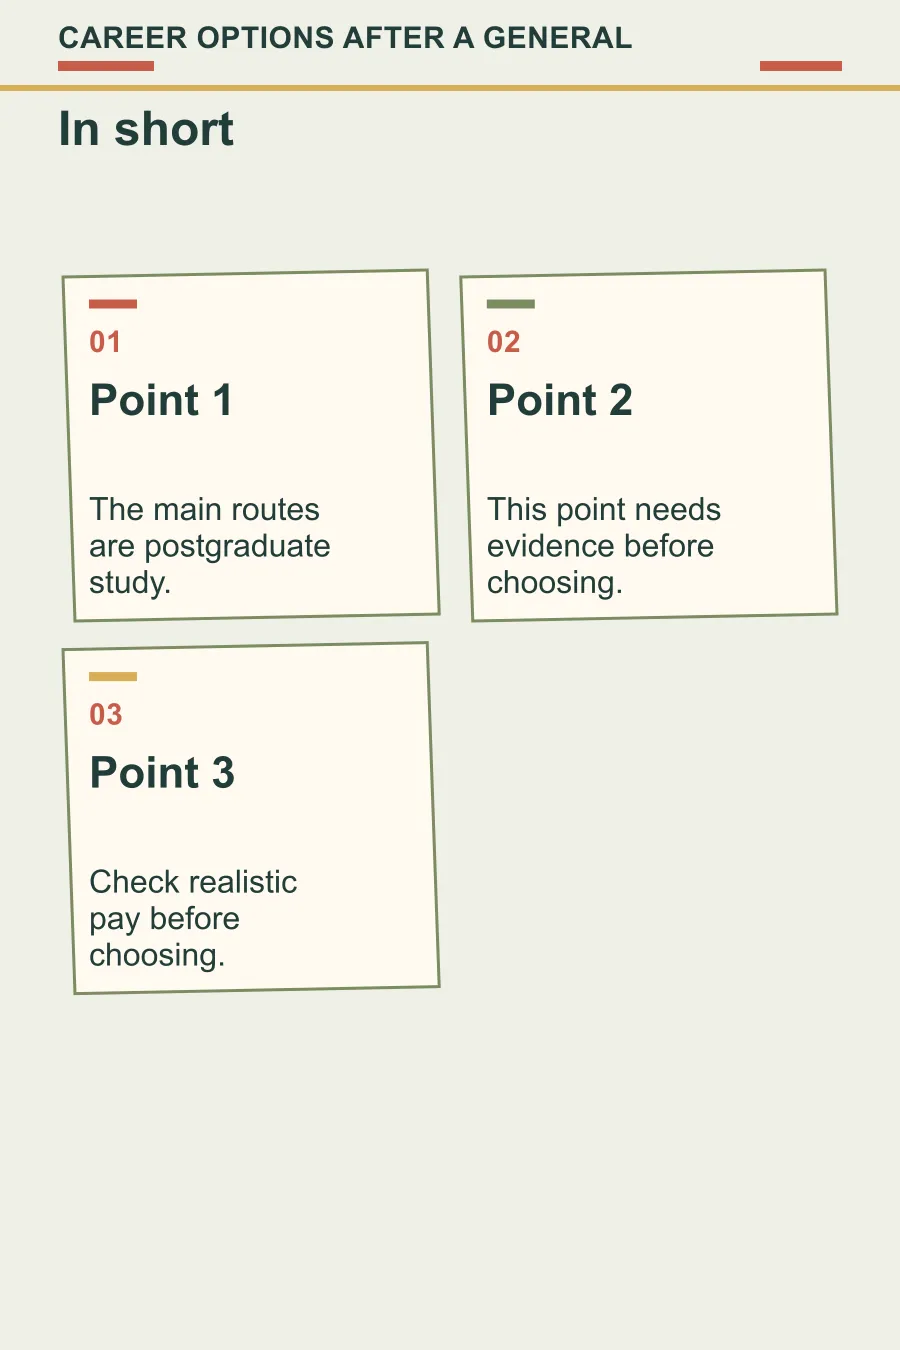 CAREER OPTIONS AFTER A GENERAL
In short
01
Point 1
The main routes
are postgraduate
study.
02
Point 2
This point needs
evidence before
choosing.
03
Point 3
Check realistic
pay before
choosing.